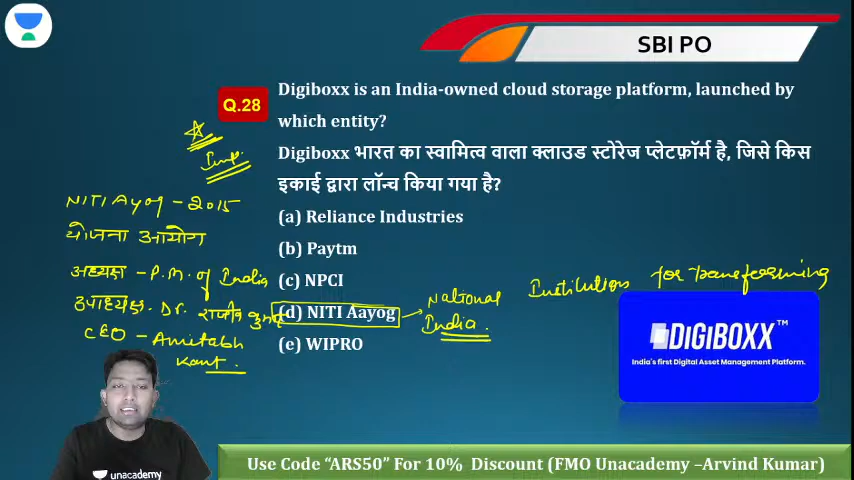 SBI PO
Q.28
Digiboxx is an India-owned cloud storage platform, launched by
which entity?
Digiboxx भारत का स्वामित्व वाला क्लाउड स्टोरेज प्लेटफ़ॉर्म है, जिसे किस
इकाई द्वारा लॉन्च किया गया है?
(a) Reliance Industries
(b) Paytm
(c) NPCI
(d) NITI Aayog
(e) WIPRO
Imp.
NITI Ayog - 2015
योजना आयोग
अध्यक्ष - P.M. of India
उपाध्यक्ष - Dr. राजीव कुमार
CEO - Amitabh
Kant.
National Institution for transforming
India.
DIGIBOXX™
India's first Digital Asset Management Platform.
unacademy
Use Code “ARS50” For 10% Discount (FMO Unacademy –Arvind Kumar)